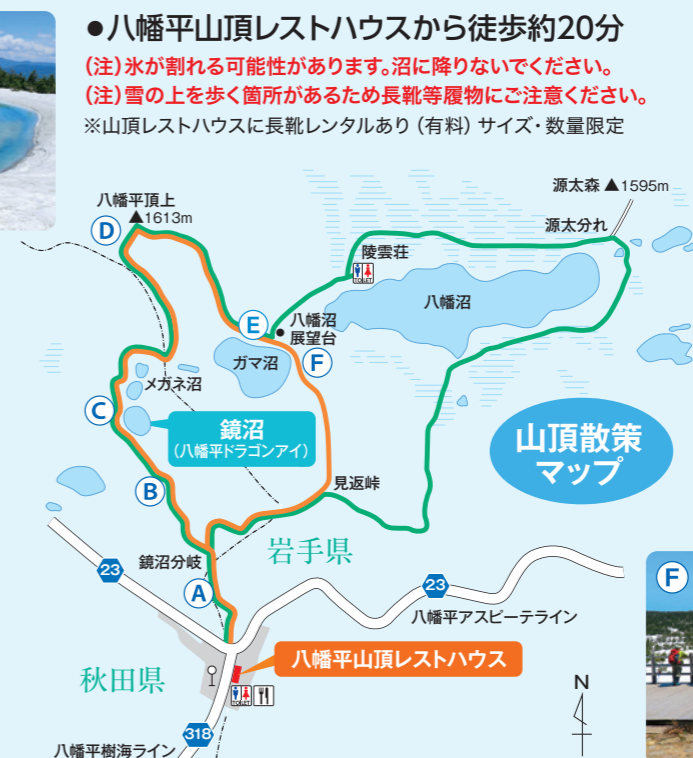 ●八幡平山頂レストハウスから徒歩約20分
(注)氷が割れる可能性があります。沼に降りないでください。
(注)雪の上を歩く箇所があるため長靴等履物にご注意ください。
※山頂レストハウスに長靴レンタルあり(有料)サイズ・数量限定
源太森 ▲1595m
八幡平頂上
▲1613m
D
源太分れ
陵雲荘
TOILET
八幡沼
E
八幡沼
展望台
F
ガマ沼
メガネ沼
C
鏡沼
(八幡平ドラゴンアイ)
山頂散策
マップ
B
見返峠
岩手県
鏡沼分岐
23
A
23
F
八幡平アスピーテライン
八幡平山頂レストハウス
秋田県
TOILET
N
318
八幡平樹海ライン